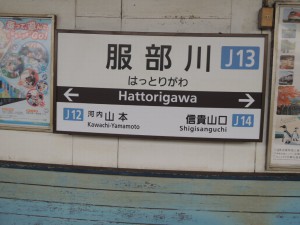 服部川 J13
はっとりがわ
Hattorigawa
J12 河内山本 信貴山口 J14
Kawachi-Yamamoto Shigisanguchi